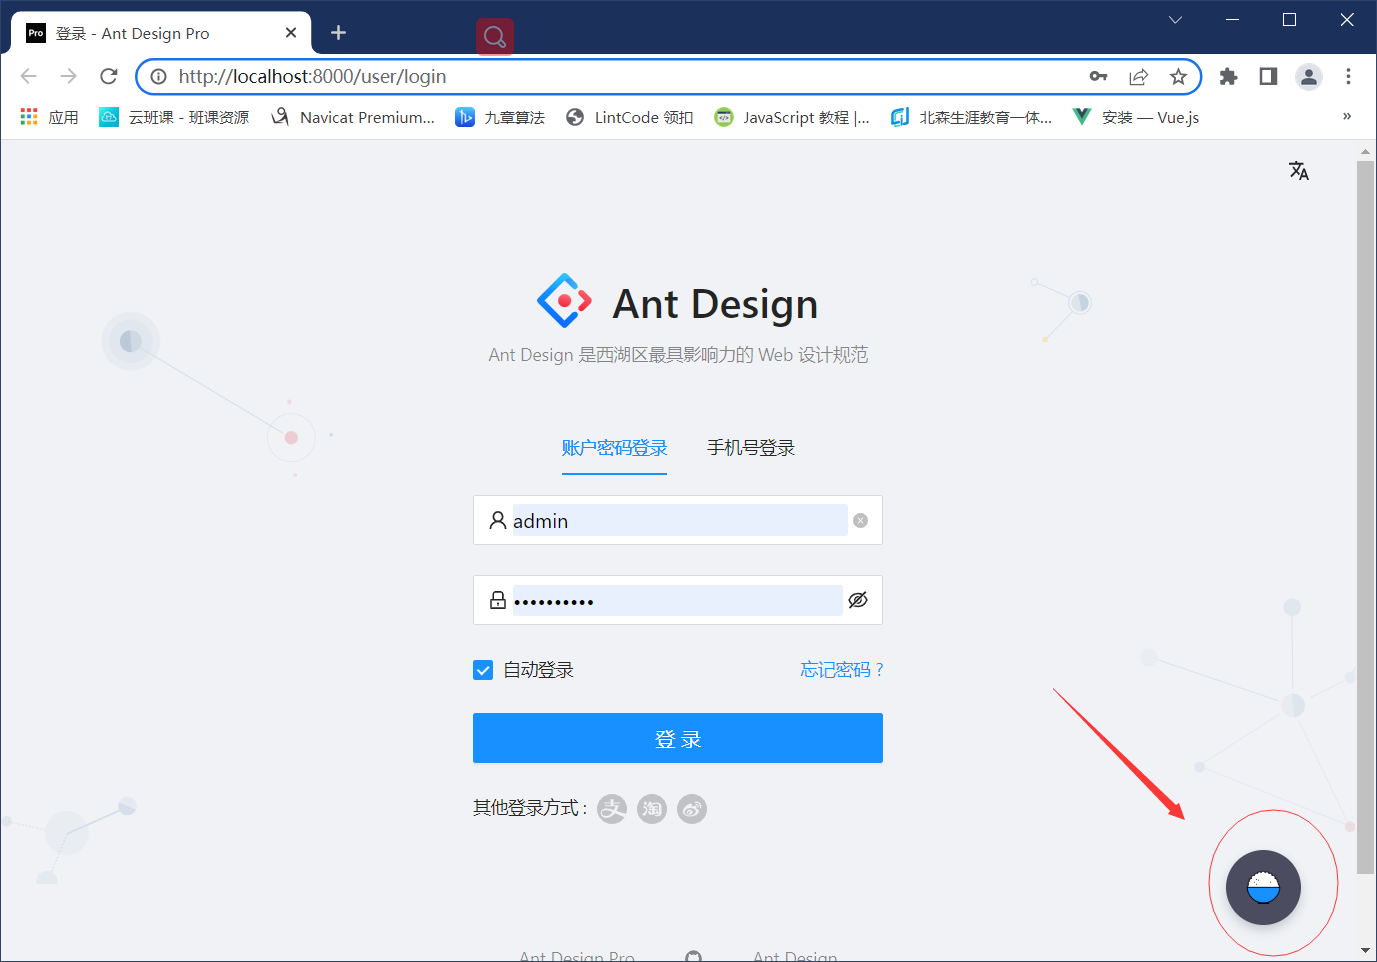 Pro 登录 - Ant Design Pro
http://localhost:8000/user/login
应用 云班课 - 班课资源 Navicat Premium... 九章算法 LintCode 领扣 JavaScript 教程 |... 北森生涯教育一体... 安装 — Vue.js »
Ant Design
Ant Design 是西湖区最具影响力的 Web 设计规范
账户密码登录 手机号登录
admin
••••••••••
自动登录 忘记密码 ?
登 录
其他登录方式 : 支 淘
Ant Design Pro Ant Design